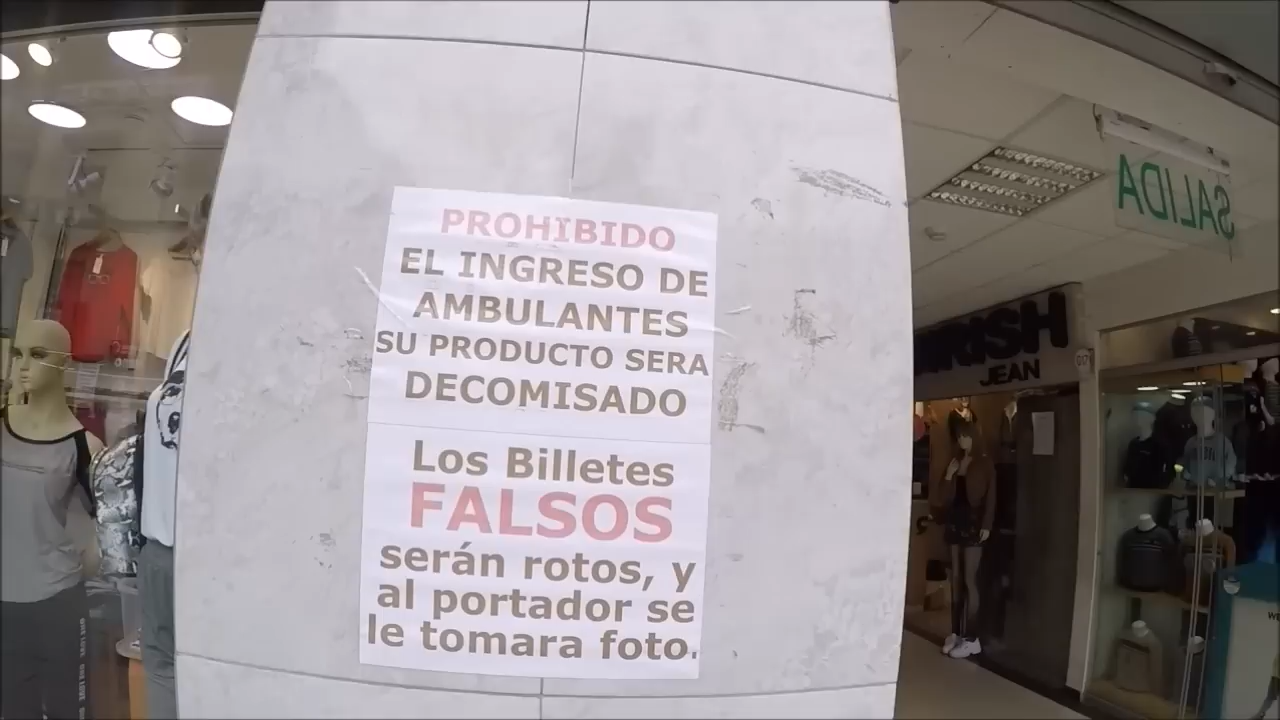 PROHIBIDO
EL INGRESO DE
AMBULANTES
SU PRODUCTO SERA
DECOMISADO
Los Billetes
FALSOS
serán rotos, y
al portador se
le tomara foto.
SALIDA
JEAN